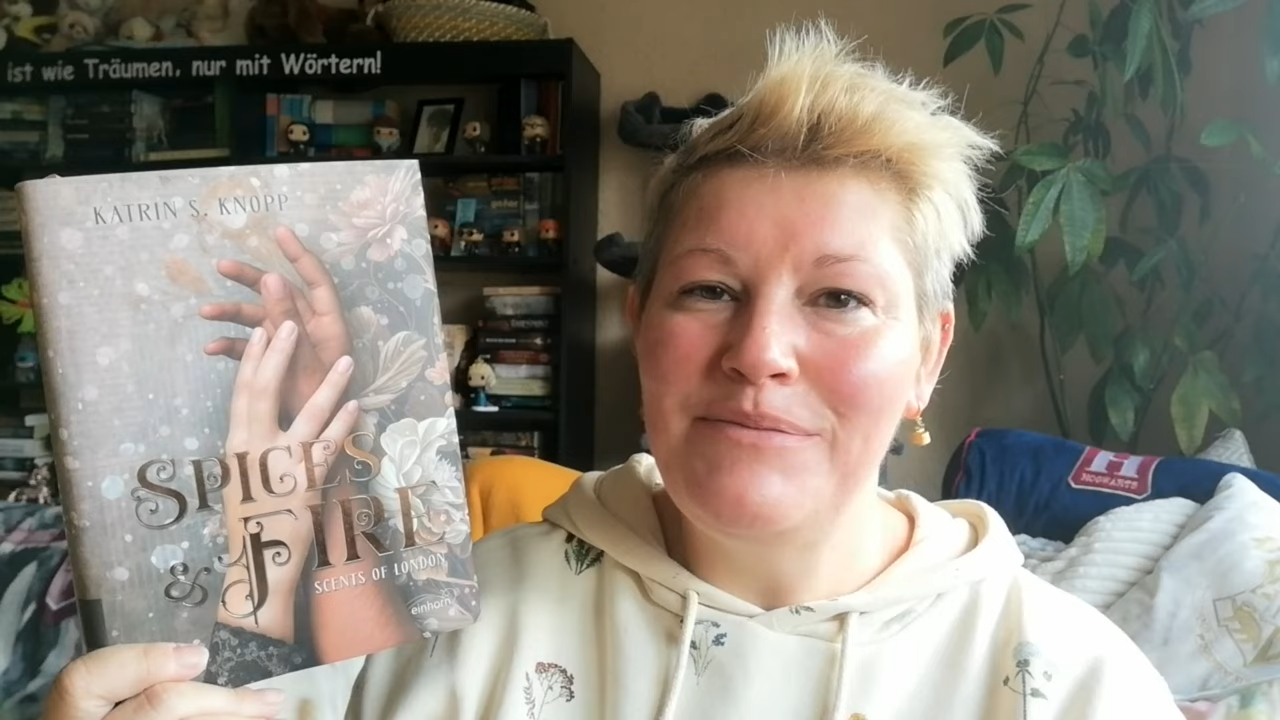 ist wie Träumen, nur mit Wörtern!
KATRIN S. KNOPP
SPICES
& FIRE
SCENTS OF LONDON
einhorn
H
HOGWARTS